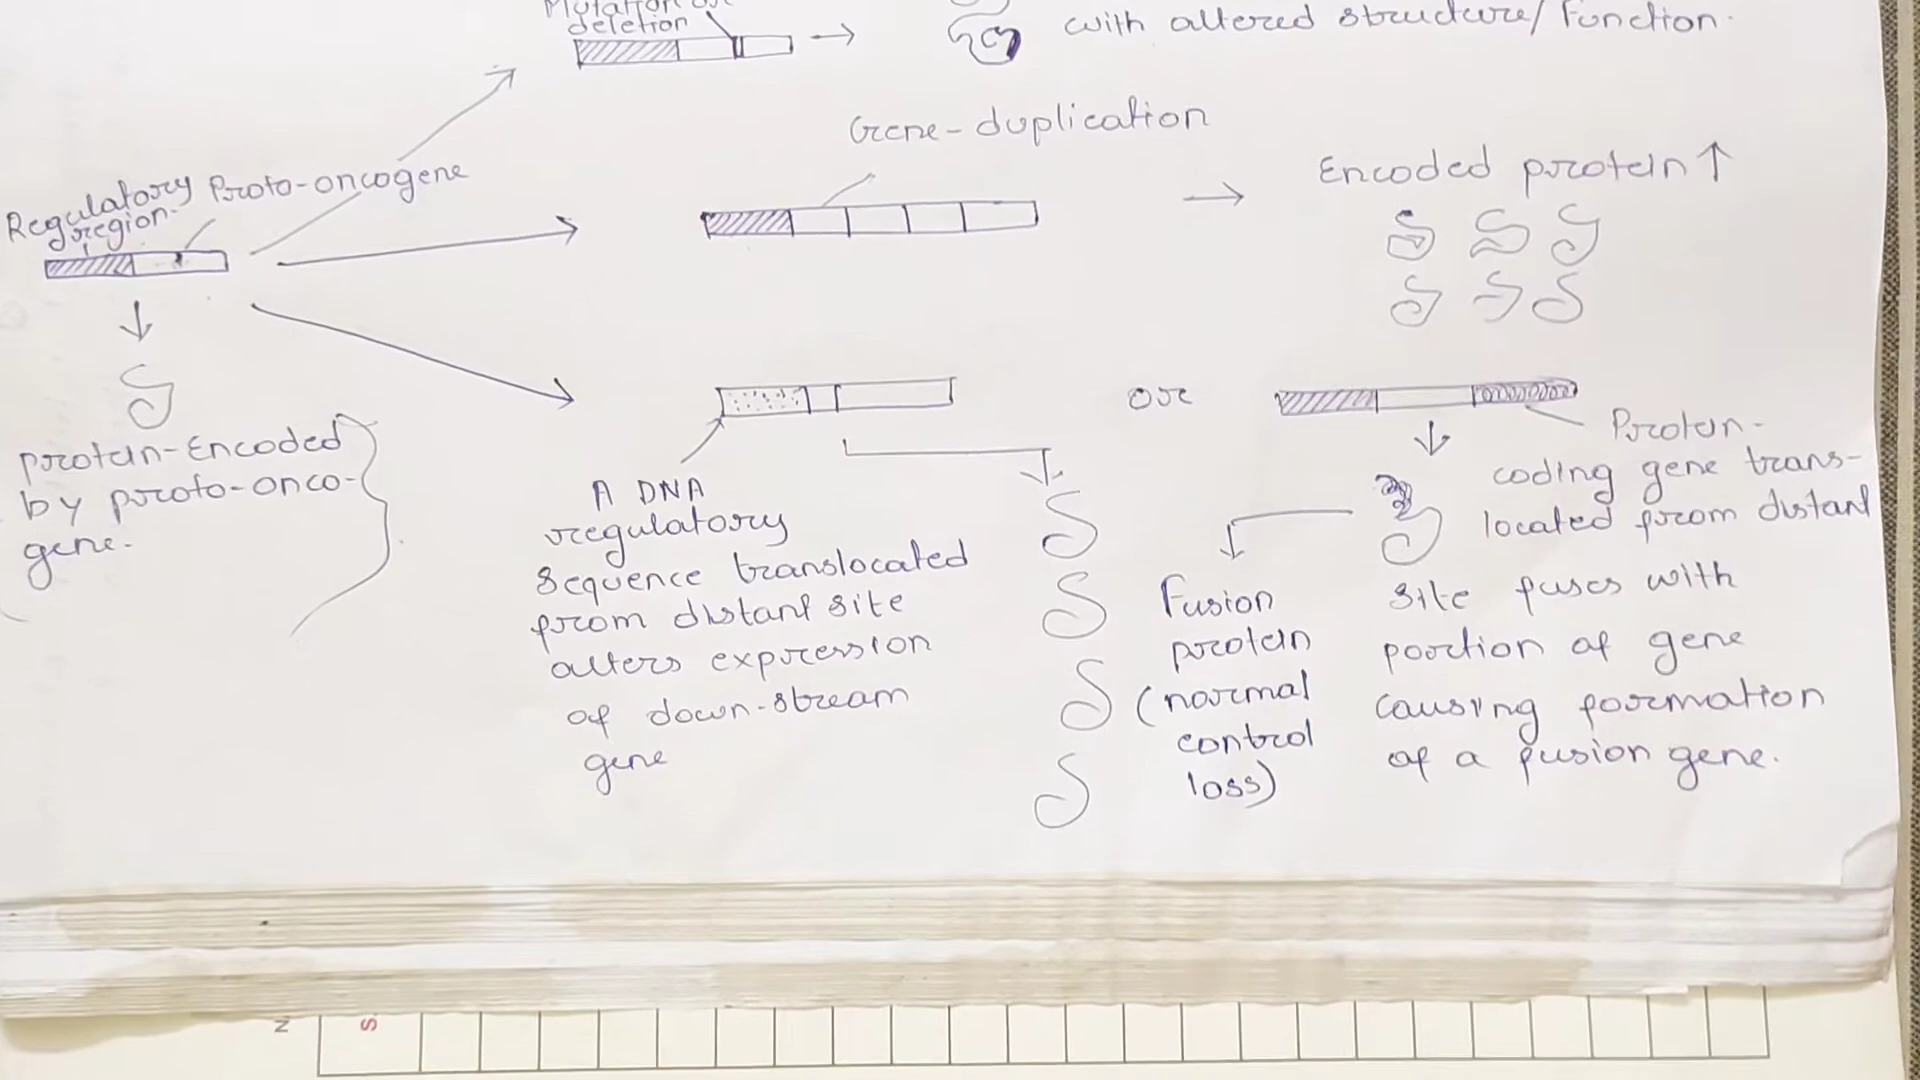 Mutation or
deletion
with altered structure/function.
Gene-duplication
Encoded protein ↑
Regulatory
region.
Proto-oncogene
or
Protein-Encoded
by proto-onco-
gene.
A DNA
regulatory
sequence translocated
from distant site
alters expression
of down-stream
gene
Fusion
protein
(normal
control
loss)
Protein-
coding gene trans-
located from distant
site fuses with
portion of gene
causing formation
of a fusion gene.
N
S